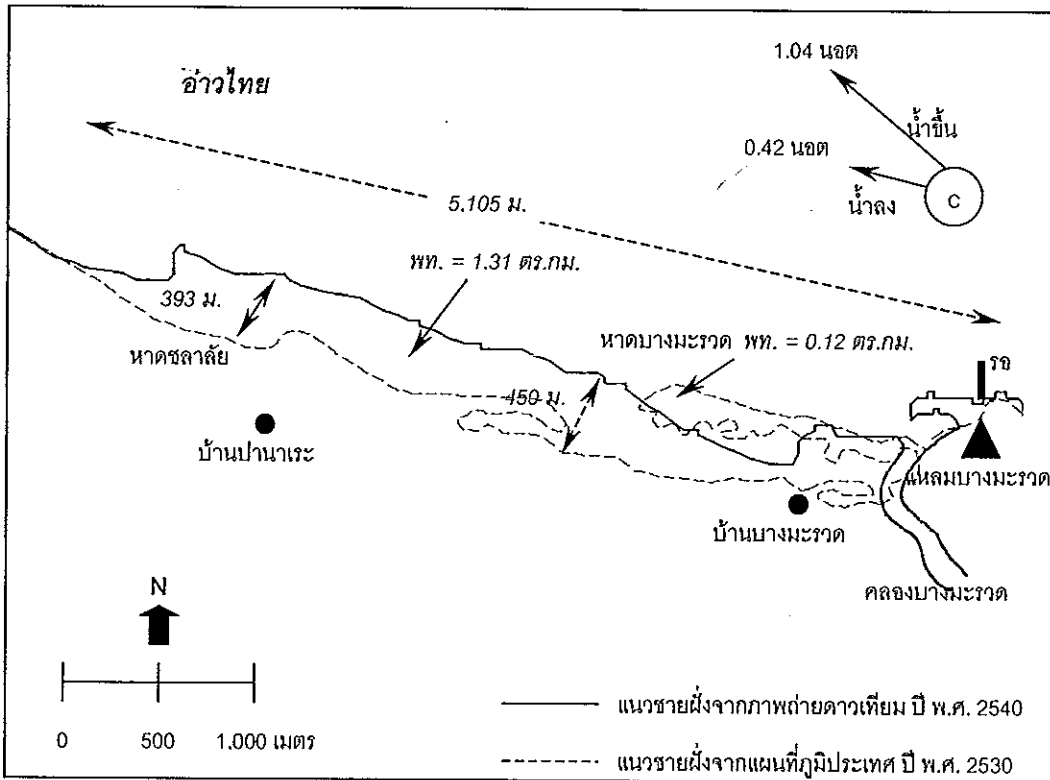 อ่าวไทย
1.04 นอต
น้ำขึ้น
0.42 นอต
น้ำลง
C
5,105 ม.
พท. = 1.31 ตร.กม.
393 ม.
หาดชลาลัย
หาดบางมะรวด พท. = 0.12 ตร.กม.
รอ
450 ม.
บ้านปานาเระ
แหลมบางมะรวด
บ้านบางมะรวด
คลองบางมะรวด
N
0 500 1,000 เมตร
แนวชายฝั่งจากภาพถ่ายดาวเทียม ปี พ.ศ. 2540
แนวชายฝั่งจากแผนที่ภูมิประเทศ ปี พ.ศ. 2530